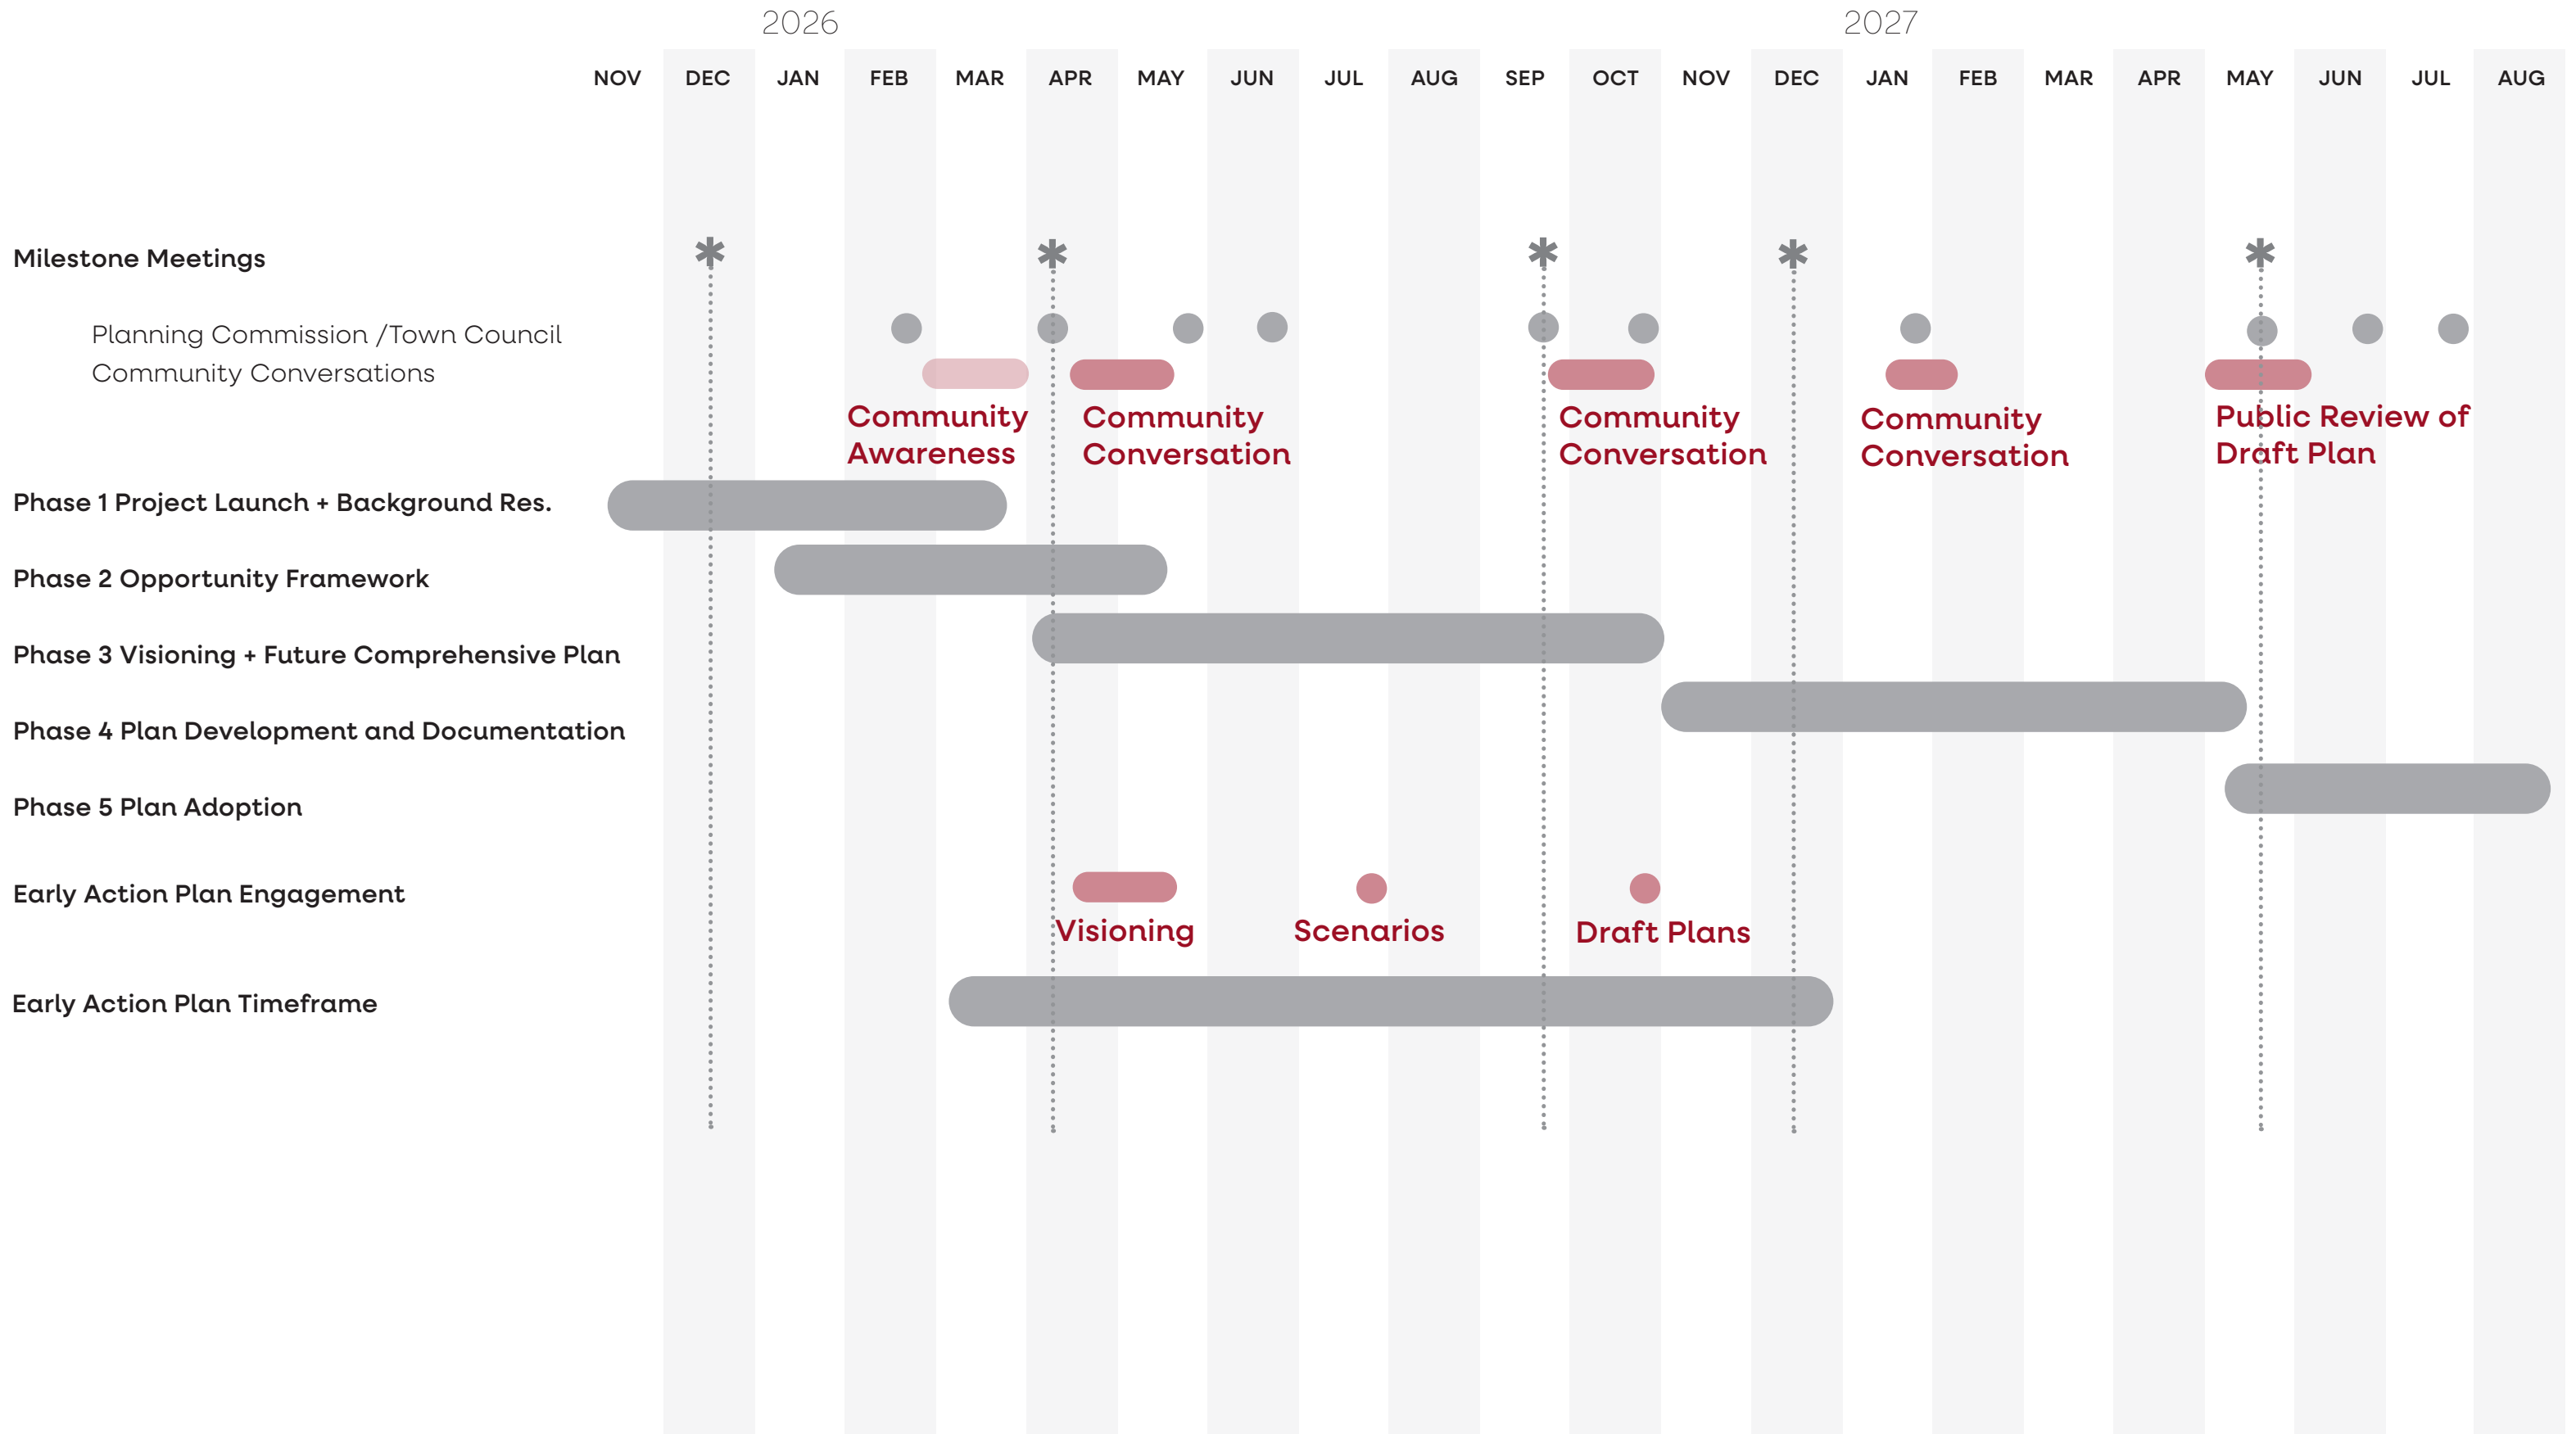 2026 2027
NOV DEC JAN FEB MAR APR MAY JUN JUL AUG SEP OCT NOV DEC JAN FEB MAR APR MAY JUN JUL AUG
Milestone Meetings
Planning Commission /Town Council
Community Conversations
Community
Awareness
Community
Conversation
Community
Conversation
Community
Conversation
Public Review of
Draft Plan
Phase 1 Project Launch + Background Res.
Phase 2 Opportunity Framework
Phase 3 Visioning + Future Comprehensive Plan
Phase 4 Plan Development and Documentation
Phase 5 Plan Adoption
Early Action Plan Engagement
Visioning
Scenarios
Draft Plans
Early Action Plan Timeframe